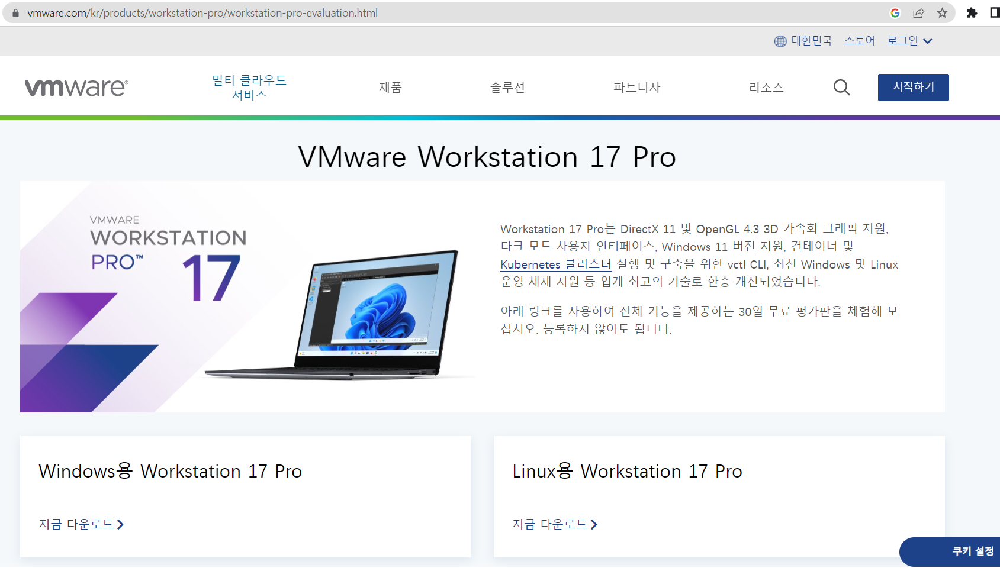 vmware.com/kr/products/workstation-pro/workstation-pro-evaluation.html
대한민국 스토어 로그인
vmware®
멀티 클라우드
서비스
제품
솔루션
파트너사
리소스
시작하기
VMware Workstation 17 Pro
VMWARE
WORKSTATION
PRO™ 17
Workstation 17 Pro는 DirectX 11 및 OpenGL 4.3 3D 가속화 그래픽 지원,
다크 모드 사용자 인터페이스, Windows 11 버전 지원, 컨테이너 및
Kubernetes 클러스터 실행 및 구축을 위한 vctl CLI, 최신 Windows 및 Linux
운영 체제 지원 등 업계 최고의 기술로 한층 개선되었습니다.
아래 링크를 사용하여 전체 기능을 제공하는 30일 무료 평가판을 체험해 보
십시오. 등록하지 않아도 됩니다.
Windows용 Workstation 17 Pro
지금 다운로드
Linux용 Workstation 17 Pro
지금 다운로드
쿠키 설정